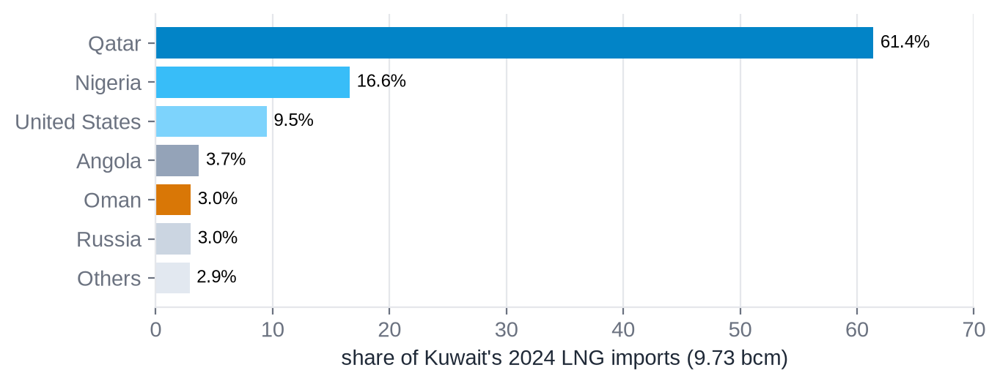 Qatar 61.4%
Nigeria 16.6%
United States 9.5%
Angola 3.7%
Oman 3.0%
Russia 3.0%
Others 2.9%
0 10 20 30 40 50 60 70
share of Kuwait's 2024 LNG imports (9.73 bcm)